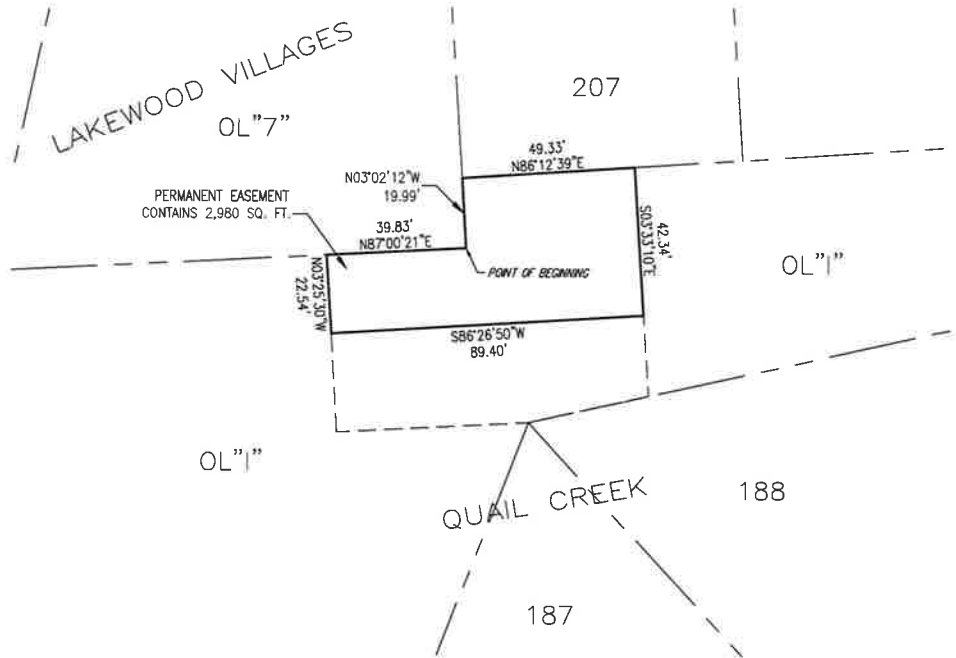 LAKEWOOD VILLAGES
OL"7"
207
49.33'
N86°12'39"E
N03°02'12"W
19.99'
PERMANENT EASEMENT
CONTAINS 2,980 SQ. FT.
39.83'
N87°00'21"E
POINT OF BEGINNING
S03°33'10"E
42.34'
OL"1"
N03°25'30"W
22.54'
S86°26'50"W
89.40'
OL"1"
QUAIL CREEK
188
187